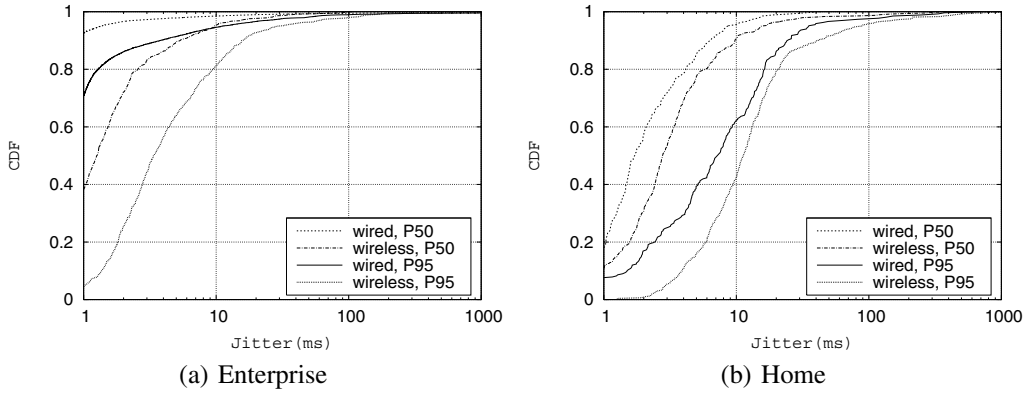 1
0.8
0.6
0.4
0.2
0
CDF
1
10
100
1000
Jitter(ms)
wired, P50
wireless, P50
wired, P95
wireless, P95
(a) Enterprise
1
0.8
0.6
0.4
0.2
0
CDF
1
10
100
1000
Jitter(ms)
wired, P50
wireless, P50
wired, P95
wireless, P95
(b) Home